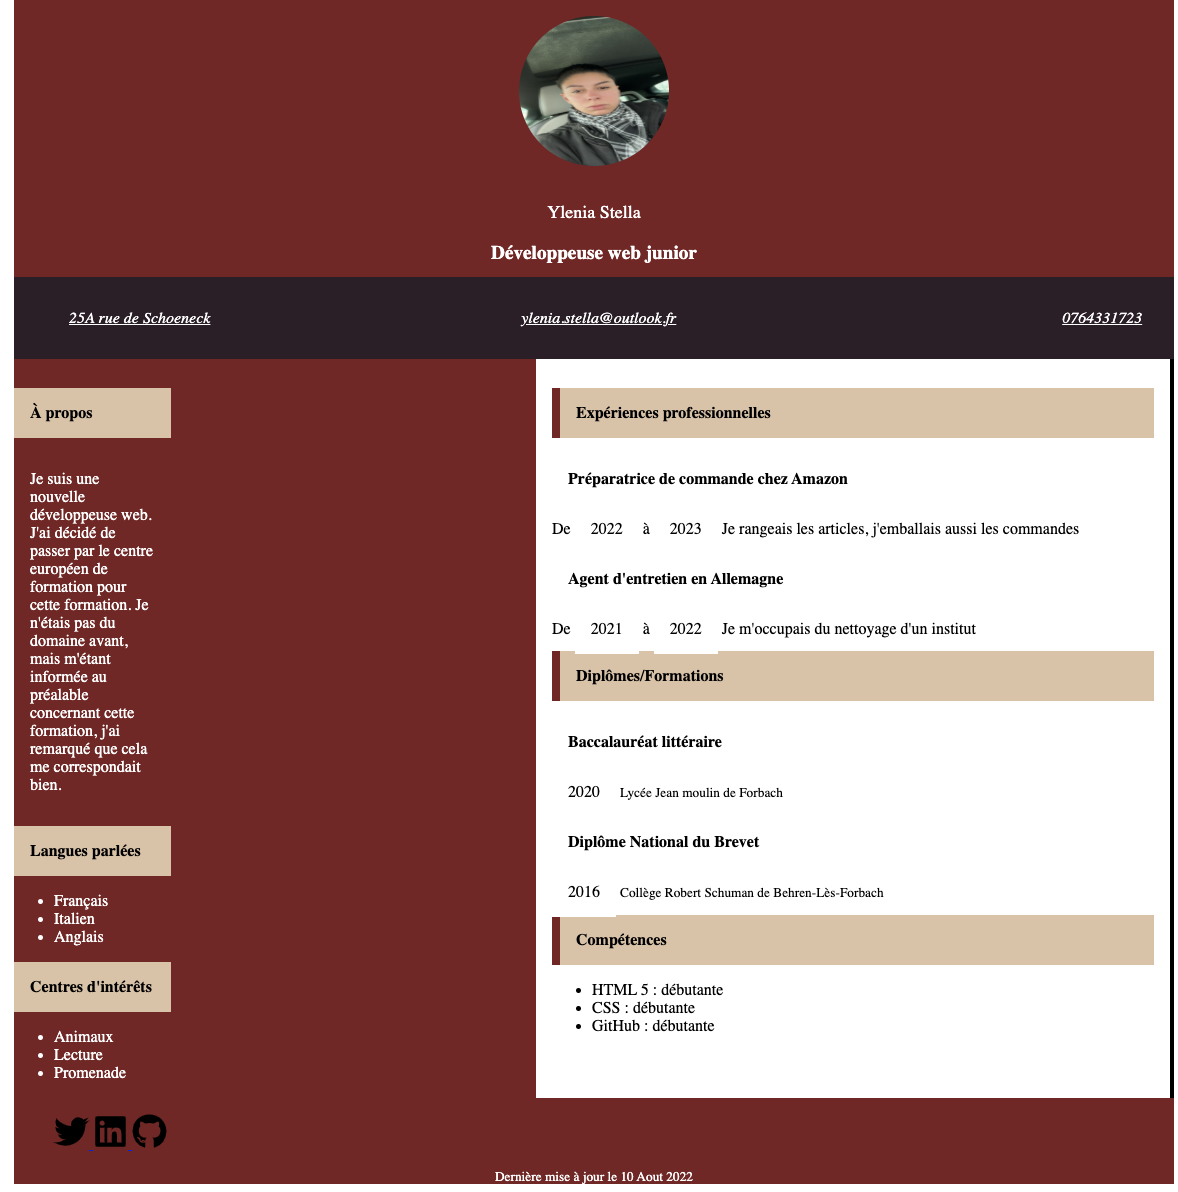 Ylenia Stella
Développeuse web junior
25A rue de Schoeneck
ylenia.stella@outlook.fr
0764331723
À propos
Je suis une
nouvelle
développeuse web.
J'ai décidé de
passer par le centre
européen de
formation pour
cette formation. Je
n'étais pas du
domaine avant,
mais m'étant
informée au
préalable
concernant cette
formation, j'ai
remarqué que cela
me correspondait
bien.
Langues parlées
Français
Italien
Anglais
Centres d'intérêts
Animaux
Lecture
Promenade
Expériences professionnelles
Préparatrice de commande chez Amazon
De 2022 à 2023 Je rangeais les articles, j'emballais aussi les commandes
Agent d'entretien en Allemagne
De 2021 à 2022 Je m'occupais du nettoyage d'un institut
Diplômes/Formations
Baccalauréat littéraire
2020 Lycée Jean moulin de Forbach
Diplôme National du Brevet
2016 Collège Robert Schuman de Behren-Lès-Forbach
Compétences
HTML 5 : débutante
CSS : débutante
GitHub : débutante
in
Dernière mise à jour le 10 Aout 2022